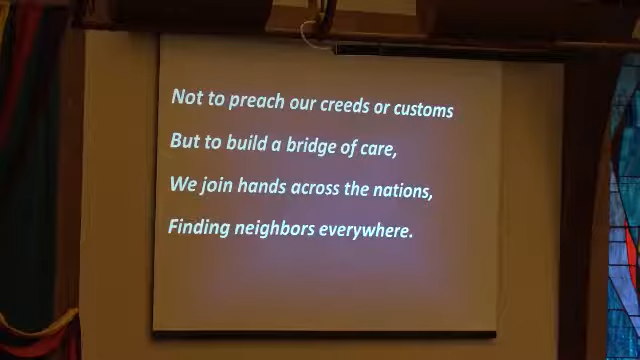 Not to preach our creeds or customs
But to build a bridge of care,
We join hands across the nations,
Finding neighbors everywhere.